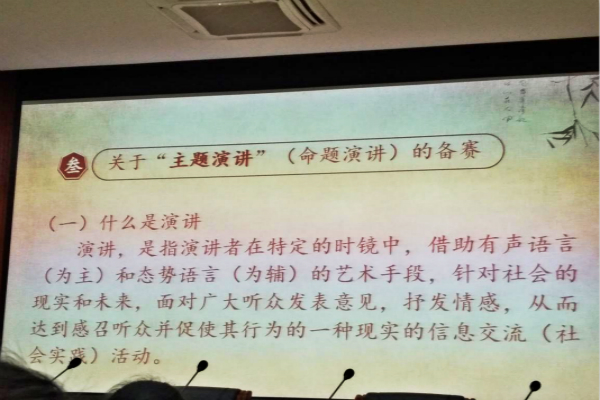 叁 关于“主题演讲”（命题演讲）的备赛
（一）什么是演讲
演讲，是指演讲者在特定的时镜中，借助有声语言
（为主）和态势语言（为辅）的艺术手段，针对社会的
现实和未来，面对广大听众发表意见，抒发情感，从而
达到感召听众并促使其行为的一种现实的信息交流（社
会实践）活动。